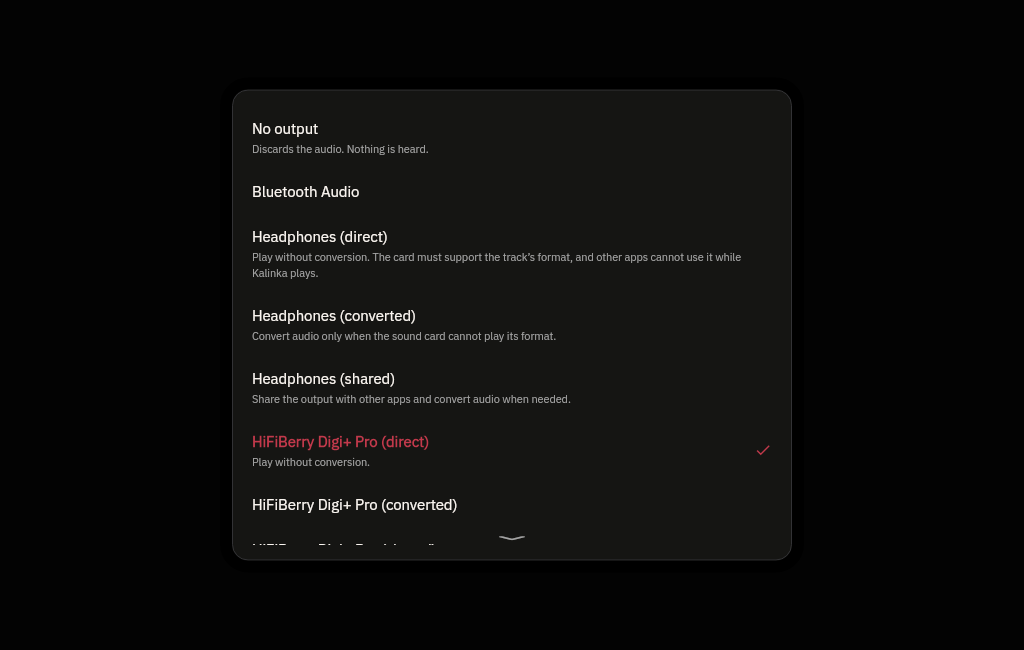 No output
Discards the audio. Nothing is heard.
Bluetooth Audio
Headphones (direct)
Play without conversion. The card must support the track's format, and other apps cannot use it while
Kalinka plays.
Headphones (converted)
Convert audio only when the sound card cannot play its format.
Headphones (shared)
Share the output with other apps and convert audio when needed.
HiFiBerry Digi+ Pro (direct)
Play without conversion.
HiFiBerry Digi+ Pro (converted)